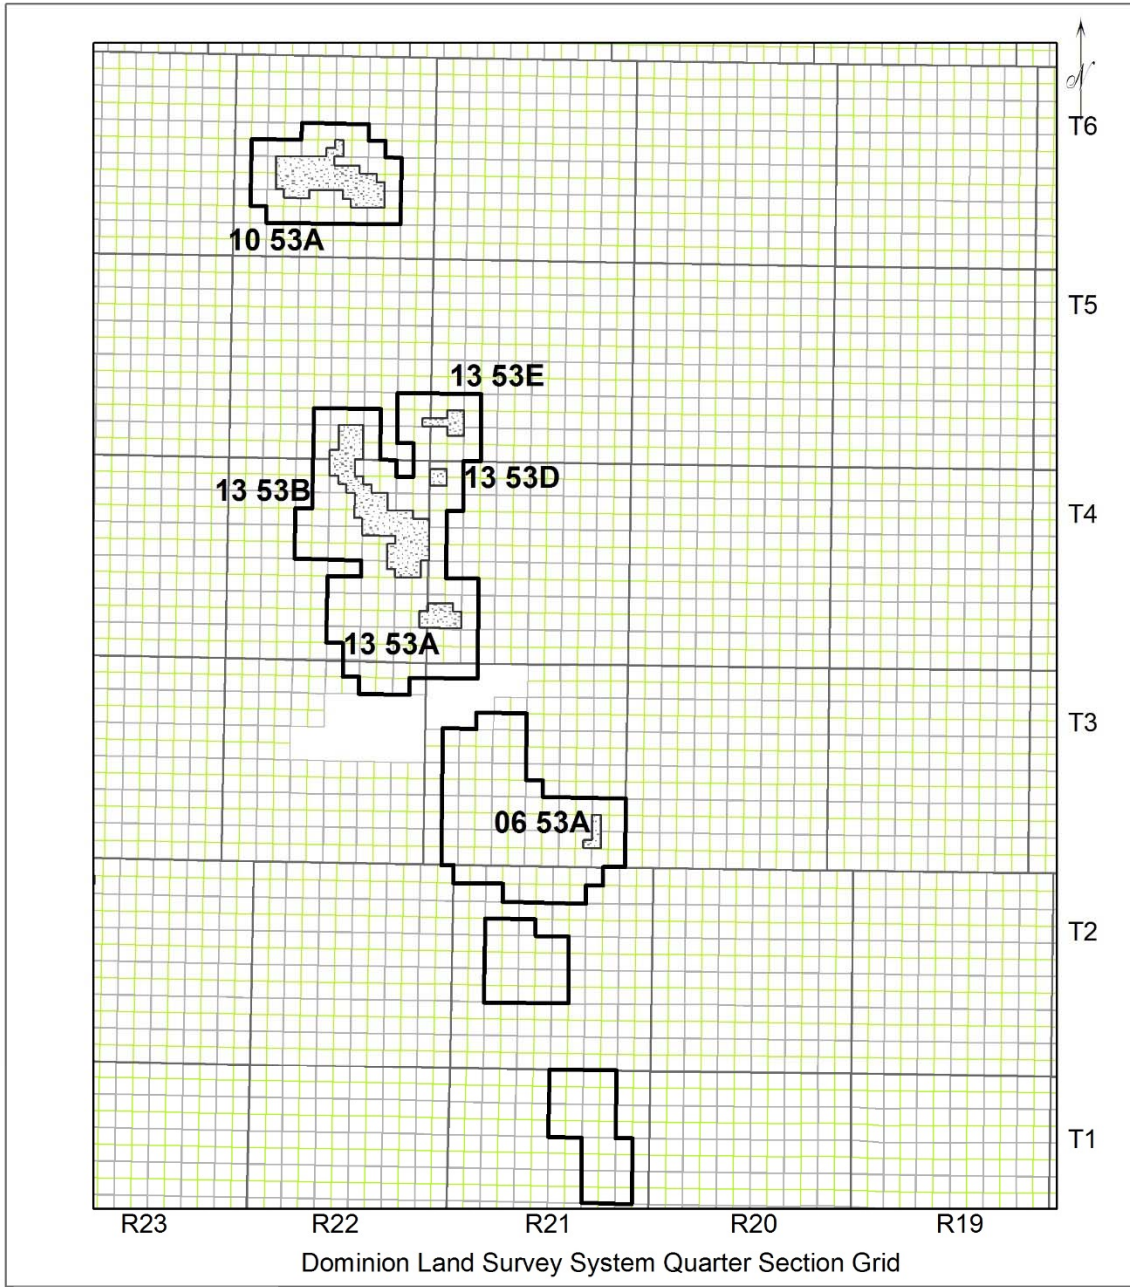 N
T6
10 53A
T5
13 53E
13 53D
13 53B
T4
13 53A
T3
06 53A
T2
T1
R23 R22 R21 R20 R19
Dominion Land Survey System Quarter Section Grid